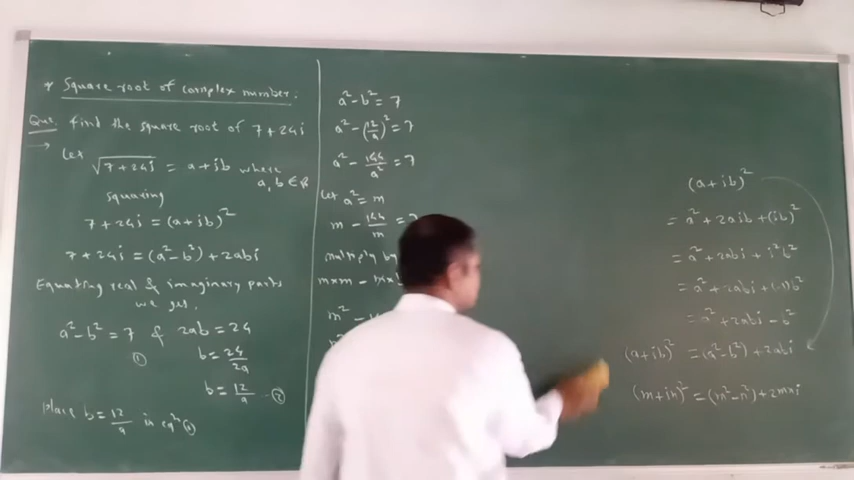 * Square root of complex number:
Que: find the square root of 7+24i
→ Let √(7+24i) = a+ib where a, b ∈ R
squaring
7+24i = (a+ib)²
7+24i = (a²-b²)+2abi
Equating real & imaginary parts
we get,
a²-b²=7 & 2ab=24
① b=24/2a
b=12/a -②
place b=12/a in eqⁿ ①
a²-b²=7
a²-(12/a)²=7
a²-144/a²=7
let a²=m
m-144/m=7
multiply by
m×m -
m² -
(a+ib)²
= a²+2aib+(ib)²
= a²+2abi+i²b²
= a²+2abi+(-1)b²
= a²+2abi-b²
(a+ib)² =(a²-b²)+2abi
(m+in)²=(m²-n²)+2mni